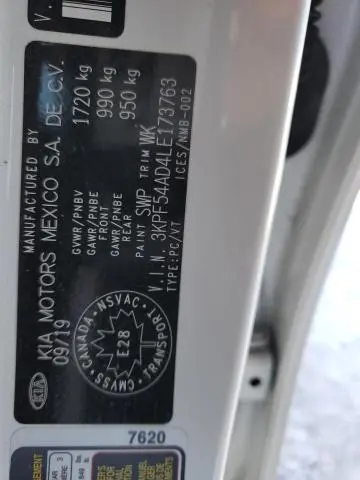 MANUFACTURED BY
KIA MOTORS MEXICO S.A. DE C.V.
09/19
GVWR/PNBV 1720 kg
GAWR/PNBE FRONT 990 kg
GAWR/PNBE REAR 950 kg
PAINT SWP TRIM WK
V.I.N. 3KPF54AD4LE173763
TYPE:PC/VT ICES/NMB-002
KIA
CANADA · NSVAC · TRANSPORT · CMVSS
E28
7620